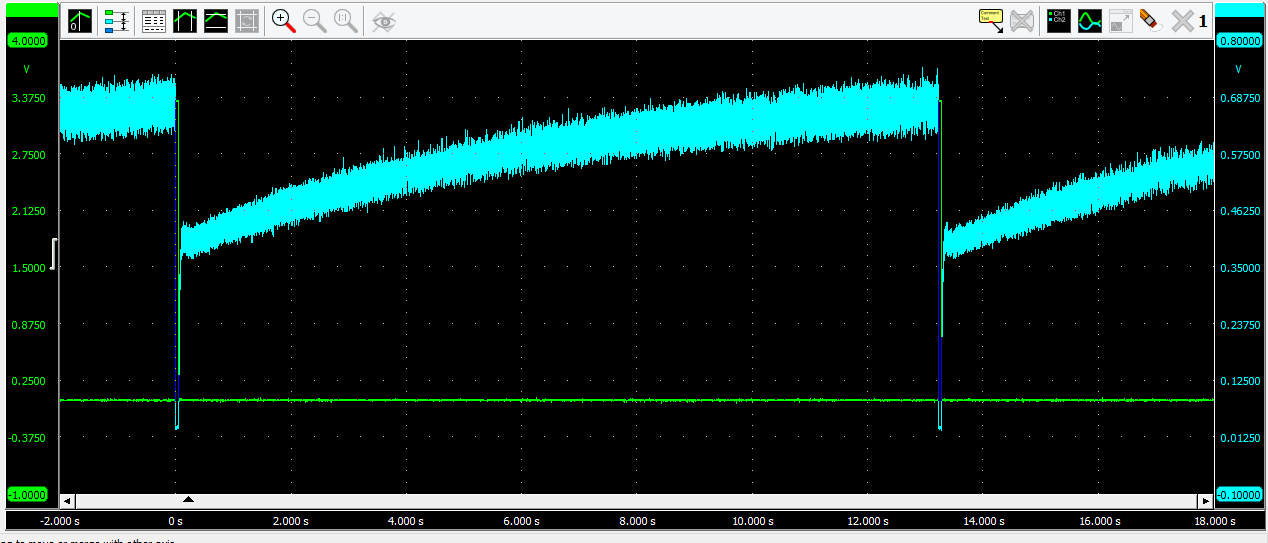 0
1:1
Comment
Text
Ch1
Ch2
1
4.0000
V
3.3750
2.7500
2.1250
1.5000
0.8750
0.2500
-0.3750
-1.0000
0.80000
V
0.68750
0.57500
0.46250
0.35000
0.23750
0.12500
0.01250
-0.10000
-2.000 s
0 s
2.000 s
4.000 s
6.000 s
8.000 s
10.000 s
12.000 s
14.000 s
16.000 s
18.000 s
to move or merge with other axis